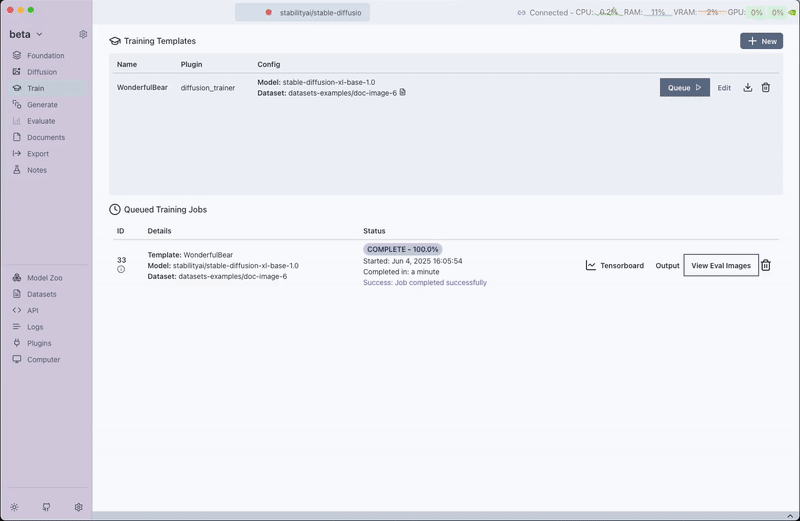 stabilityai/stable-diffusio
Connected - CPU: 0.2% RAM: 11% VRAM: 2% GPU: 0% 0%
beta
Foundation
Diffusion
Train
Generate
Evaluate
Documents
Export
Notes
Model Zoo
Datasets
API
Logs
Plugins
Computer
Training Templates
New
Name Plugin Config
WonderfulBear diffusion_trainer
Model: stable-diffusion-xl-base-1.0
Dataset: datasets-examples/doc-image-6
Queue Edit
Queued Training Jobs
ID Details Status
33
Template: WonderfulBear
Model: stabilityai/stable-diffusion-xl-base-1.0
Dataset: datasets-examples/doc-image-6
COMPLETE - 100.0%
Started: Jun 4, 2025 16:05:54
Completed in: a minute
Success: Job completed successfully
Tensorboard Output View Eval Images